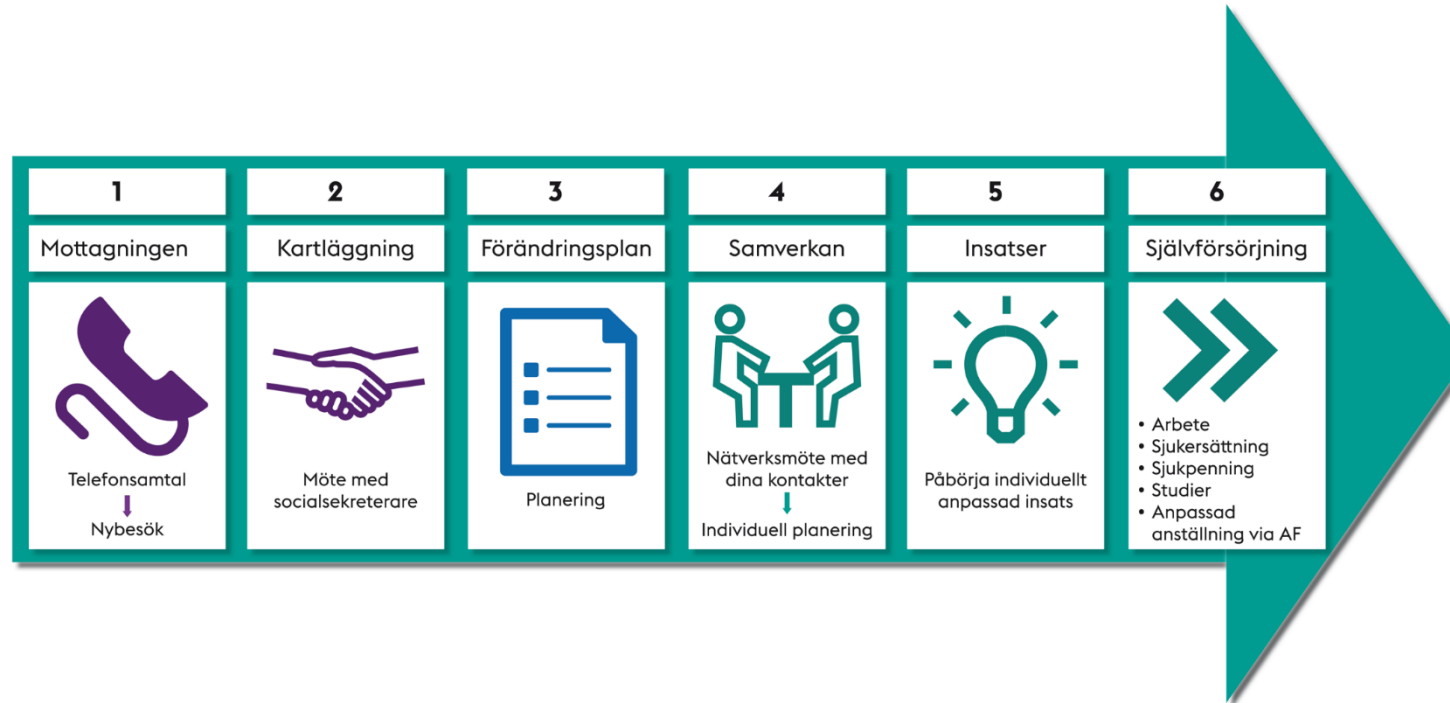 1
Mottagningen
Telefonsamtal
Nybesök
2
Kartläggning
Möte med
socialsekreterare
3
Förändringsplan
Planering
4
Samverkan
Nätverksmöte med
dina kontakter
Individuell planering
5
Insatser
Påbörja individuellt
anpassad insats
6
Självförsörjning
• Arbete
• Sjukersättning
• Sjukpenning
• Studier
• Anpassad
anställning via AF